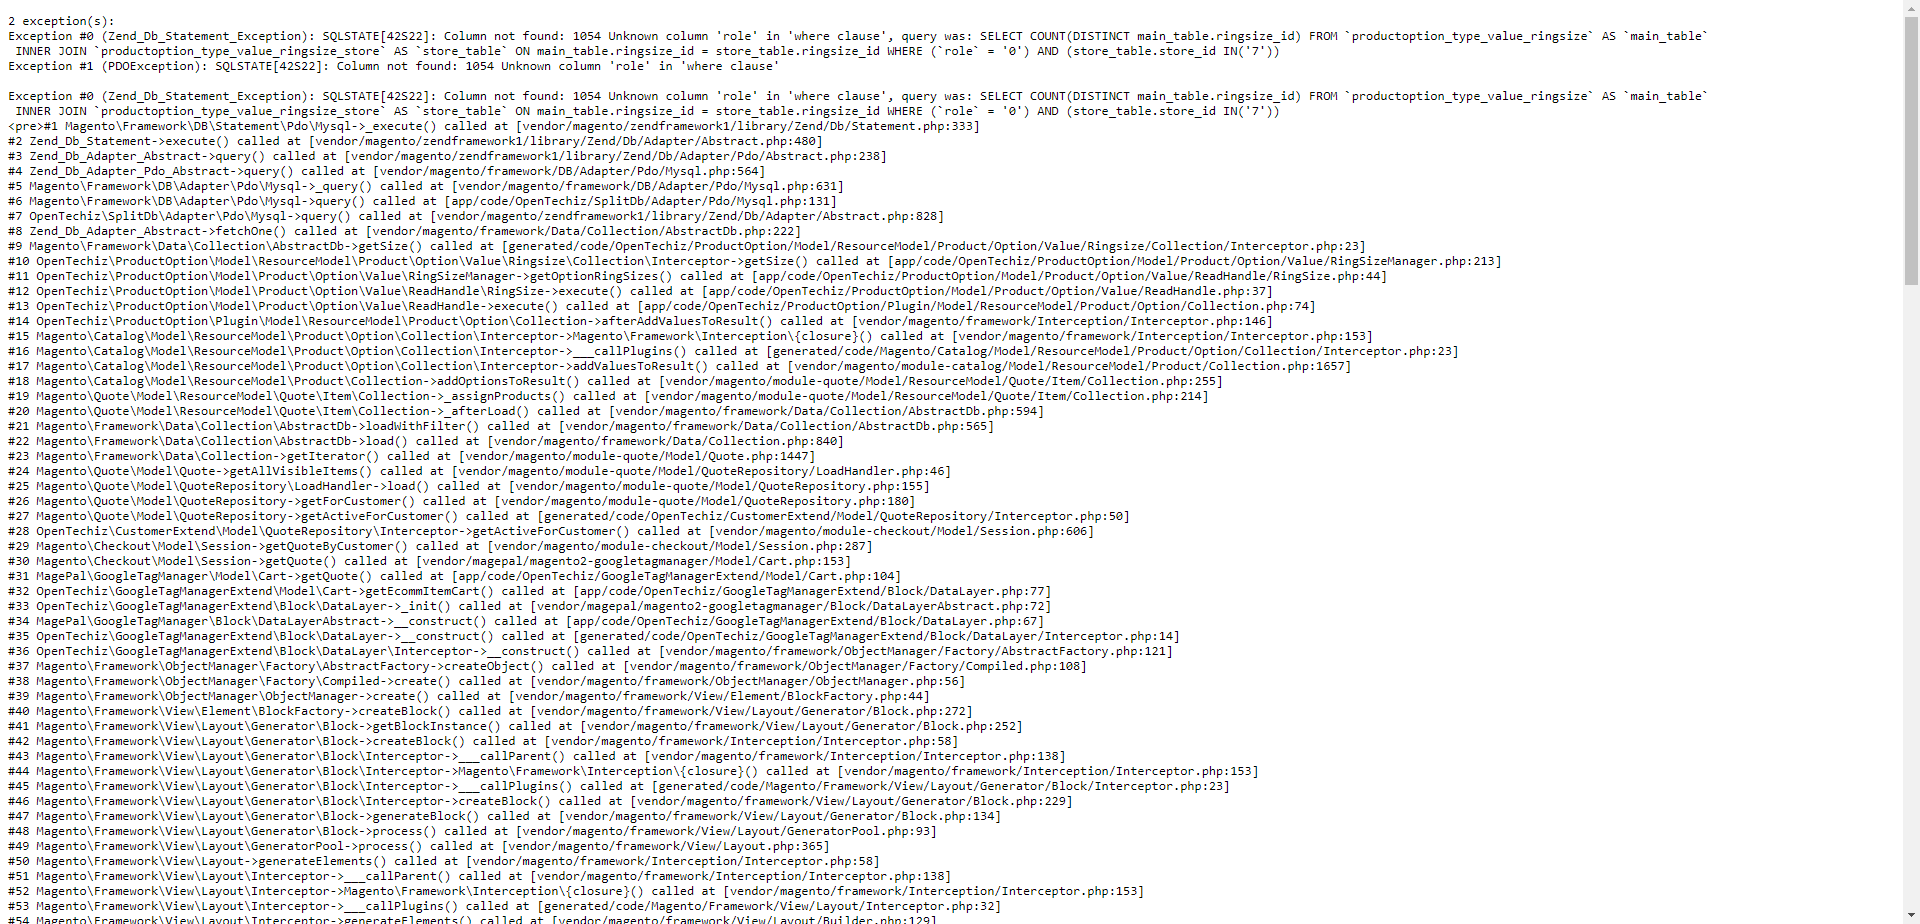 2 exception(s):
Exception #0 (Zend_Db_Statement_Exception): SQLSTATE[42S22]: Column not found: 1054 Unknown column 'role' in 'where clause', query was: SELECT COUNT(DISTINCT main_table.ringsize_id) FROM `productoption_type_value_ringsize` AS `main_table`
 INNER JOIN `productoption_type_value_ringsize_store` AS `store_table` ON main_table.ringsize_id = store_table.ringsize_id WHERE (`role` = '0') AND (store_table.store_id IN('7'))
Exception #1 (PDOException): SQLSTATE[42S22]: Column not found: 1054 Unknown column 'role' in 'where clause'

Exception #0 (Zend_Db_Statement_Exception): SQLSTATE[42S22]: Column not found: 1054 Unknown column 'role' in 'where clause', query was: SELECT COUNT(DISTINCT main_table.ringsize_id) FROM `productoption_type_value_ringsize` AS `main_table`
 INNER JOIN `productoption_type_value_ringsize_store` AS `store_table` ON main_table.ringsize_id = store_table.ringsize_id WHERE (`role` = '0') AND (store_table.store_id IN('7'))
<pre>#1 Magento\Framework\DB\Statement\Pdo\Mysql->_execute() called at [vendor/magento/zendframework1/library/Zend/Db/Statement.php:333]
#2 Zend_Db_Statement->execute() called at [vendor/magento/zendframework1/library/Zend/Db/Adapter/Abstract.php:480]
#3 Zend_Db_Adapter_Abstract->query() called at [vendor/magento/zendframework1/library/Zend/Db/Adapter/Pdo/Abstract.php:238]
#4 Zend_Db_Adapter_Pdo_Abstract->query() called at [vendor/magento/framework/DB/Adapter/Pdo/Mysql.php:564]
#5 Magento\Framework\DB\Adapter\Pdo\Mysql->_query() called at [vendor/magento/framework/DB/Adapter/Pdo/Mysql.php:631]
#6 Magento\Framework\DB\Adapter\Pdo\Mysql->query() called at [app/code/OpenTechiz/SplitDb/Adapter/Pdo/Mysql.php:131]
#7 OpenTechiz\SplitDb\Adapter\Pdo\Mysql->query() called at [vendor/magento/zendframework1/library/Zend/Db/Adapter/Abstract.php:828]
#8 Zend_Db_Adapter_Abstract->fetchOne() called at [vendor/magento/framework/Data/Collection/AbstractDb.php:222]
#9 Magento\Framework\Data\Collection\AbstractDb->getSize() called at [generated/code/OpenTechiz/ProductOption/Model/ResourceModel/Product/Option/Value/Ringsize/Collection/Interceptor.php:23]
#10 OpenTechiz\ProductOption\Model\ResourceModel\Product\Option\Value\Ringsize\Collection\Interceptor->getSize() called at [app/code/OpenTechiz/ProductOption/Model/Product/Option/Value/RingSizeManager.php:213]
#11 OpenTechiz\ProductOption\Model\Product\Option\Value\RingSizeManager->getOptionRingSizes() called at [app/code/OpenTechiz/ProductOption/Model/Product/Option/Value/ReadHandle/RingSize.php:44]
#12 OpenTechiz\ProductOption\Model\Product\Option\Value\ReadHandle\RingSize->execute() called at [app/code/OpenTechiz/ProductOption/Model/Product/Option/Value/ReadHandle.php:37]
#13 OpenTechiz\ProductOption\Model\Product\Option\Value\ReadHandle->execute() called at [app/code/OpenTechiz/ProductOption/Plugin/Model/ResourceModel/Product/Option/Collection.php:74]
#14 OpenTechiz\ProductOption\Plugin\Model\ResourceModel\Product\Option\Collection->afterAddValuesToResult() called at [vendor/magento/framework/Interception/Interceptor.php:146]
#15 Magento\Catalog\Model\ResourceModel\Product\Option\Collection\Interceptor->Magento\Framework\Interception\{closure}() called at [vendor/magento/framework/Interception/Interceptor.php:153]
#16 Magento\Catalog\Model\ResourceModel\Product\Option\Collection\Interceptor->___callPlugins() called at [generated/code/Magento/Catalog/Model/ResourceModel/Product/Option/Collection/Interceptor.php:23]
#17 Magento\Catalog\Model\ResourceModel\Product\Option\Collection\Interceptor->addValuesToResult() called at [vendor/magento/module-catalog/Model/ResourceModel/Product/Collection.php:1657]
#18 Magento\Catalog\Model\ResourceModel\Product\Collection->addOptionsToResult() called at [vendor/magento/module-quote/Model/ResourceModel/Quote/Item/Collection.php:255]
#19 Magento\Quote\Model\ResourceModel\Quote\Item\Collection->_assignProducts() called at [vendor/magento/module-quote/Model/ResourceModel/Quote/Item/Collection.php:214]
#20 Magento\Quote\Model\ResourceModel\Quote\Item\Collection->_afterLoad() called at [vendor/magento/framework/Data/Collection/AbstractDb.php:594]
#21 Magento\Framework\Data\Collection\AbstractDb->loadWithFilter() called at [vendor/magento/framework/Data/Collection/AbstractDb.php:565]
#22 Magento\Framework\Data\Collection\AbstractDb->load() called at [vendor/magento/framework/Data/Collection.php:840]
#23 Magento\Framework\Data\Collection->getIterator() called at [vendor/magento/module-quote/Model/Quote.php:1447]
#24 Magento\Quote\Model\Quote->getAllVisibleItems() called at [vendor/magento/module-quote/Model/QuoteRepository/LoadHandler.php:46]
#25 Magento\Quote\Model\QuoteRepository\LoadHandler->load() called at [vendor/magento/module-quote/Model/QuoteRepository.php:155]
#26 Magento\Quote\Model\QuoteRepository->getForCustomer() called at [vendor/magento/module-quote/Model/QuoteRepository.php:180]
#27 Magento\Quote\Model\QuoteRepository->getActiveForCustomer() called at [generated/code/OpenTechiz/CustomerExtend/Model/QuoteRepository/Interceptor.php:50]
#28 OpenTechiz\CustomerExtend\Model\QuoteRepository\Interceptor->getActiveForCustomer() called at [vendor/magento/module-checkout/Model/Session.php:606]
#29 Magento\Checkout\Model\Session->getQuoteByCustomer() called at [vendor/magento/module-checkout/Model/Session.php:287]
#30 Magento\Checkout\Model\Session->getQuote() called at [vendor/magepal/magento2-googletagmanager/Model/Cart.php:153]
#31 MagePal\GoogleTagManager\Model\Cart->getQuote() called at [app/code/OpenTechiz/GoogleTagManagerExtend/Model/Cart.php:104]
#32 OpenTechiz\GoogleTagManagerExtend\Model\Cart->getEcommItemCart() called at [app/code/OpenTechiz/GoogleTagManagerExtend/Block/DataLayer.php:77]
#33 OpenTechiz\GoogleTagManagerExtend\Block\DataLayer->_init() called at [vendor/magepal/magento2-googletagmanager/Block/DataLayerAbstract.php:72]
#34 MagePal\GoogleTagManager\Block\DataLayerAbstract->__construct() called at [app/code/OpenTechiz/GoogleTagManagerExtend/Block/DataLayer.php:67]
#35 OpenTechiz\GoogleTagManagerExtend\Block\DataLayer->__construct() called at [generated/code/OpenTechiz/GoogleTagManagerExtend/Block/DataLayer/Interceptor.php:14]
#36 OpenTechiz\GoogleTagManagerExtend\Block\DataLayer\Interceptor->__construct() called at [vendor/magento/framework/ObjectManager/Factory/AbstractFactory.php:121]
#37 Magento\Framework\ObjectManager\Factory\AbstractFactory->createObject() called at [vendor/magento/framework/ObjectManager/Factory/Compiled.php:108]
#38 Magento\Framework\ObjectManager\Factory\Compiled->create() called at [vendor/magento/framework/ObjectManager/ObjectManager.php:56]
#39 Magento\Framework\ObjectManager\ObjectManager->create() called at [vendor/magento/framework/View/Element/BlockFactory.php:44]
#40 Magento\Framework\View\Element\BlockFactory->createBlock() called at [vendor/magento/framework/View/Layout/Generator/Block.php:272]
#41 Magento\Framework\View\Layout\Generator\Block->getBlockInstance() called at [vendor/magento/framework/View/Layout/Generator/Block.php:252]
#42 Magento\Framework\View\Layout\Generator\Block->createBlock() called at [vendor/magento/framework/Interception/Interceptor.php:58]
#43 Magento\Framework\View\Layout\Generator\Block\Interceptor->___callParent() called at [vendor/magento/framework/Interception/Interceptor.php:138]
#44 Magento\Framework\View\Layout\Generator\Block\Interceptor->Magento\Framework\Interception\{closure}() called at [vendor/magento/framework/Interception/Interceptor.php:153]
#45 Magento\Framework\View\Layout\Generator\Block\Interceptor->___callPlugins() called at [generated/code/Magento/Framework/View/Layout/Generator/Block/Interceptor.php:23]
#46 Magento\Framework\View\Layout\Generator\Block\Interceptor->createBlock() called at [vendor/magento/framework/View/Layout/Generator/Block.php:229]
#47 Magento\Framework\View\Layout\Generator\Block->generateBlock() called at [vendor/magento/framework/View/Layout/Generator/Block.php:134]
#48 Magento\Framework\View\Layout\Generator\Block->process() called at [vendor/magento/framework/View/Layout/GeneratorPool.php:93]
#49 Magento\Framework\View\Layout\GeneratorPool->process() called at [vendor/magento/framework/View/Layout.php:365]
#50 Magento\Framework\View\Layout->generateElements() called at [vendor/magento/framework/Interception/Interceptor.php:58]
#51 Magento\Framework\View\Layout\Interceptor->___callParent() called at [vendor/magento/framework/Interception/Interceptor.php:138]
#52 Magento\Framework\View\Layout\Interceptor->Magento\Framework\Interception\{closure}() called at [vendor/magento/framework/Interception/Interceptor.php:153]
#53 Magento\Framework\View\Layout\Interceptor->___callPlugins() called at [generated/code/Magento/Framework/View/Layout/Interceptor.php:32]
#54 Magento\Framework\View\Layout\Interceptor->generateElements() called at [vendor/magento/framework/View/Layout/Builder.php:129]